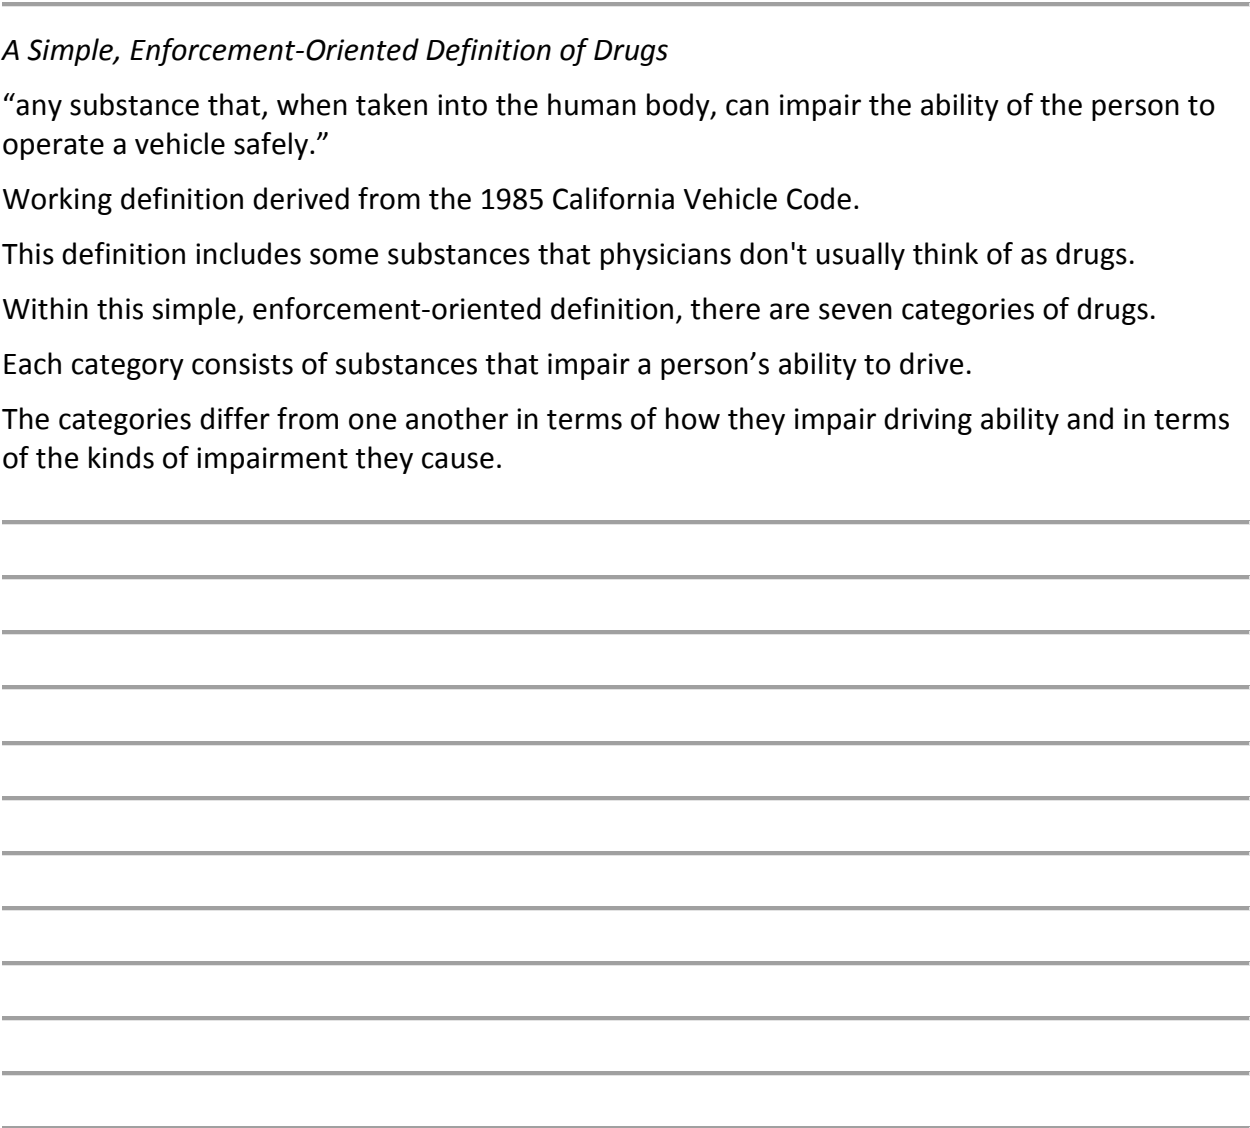 A Simple, Enforcement-Oriented Definition of Drugs
“any substance that, when taken into the human body, can impair the ability of the person to
operate a vehicle safely.”
Working definition derived from the 1985 California Vehicle Code.
This definition includes some substances that physicians don't usually think of as drugs.
Within this simple, enforcement-oriented definition, there are seven categories of drugs.
Each category consists of substances that impair a person’s ability to drive.
The categories differ from one another in terms of how they impair driving ability and in terms
of the kinds of impairment they cause.